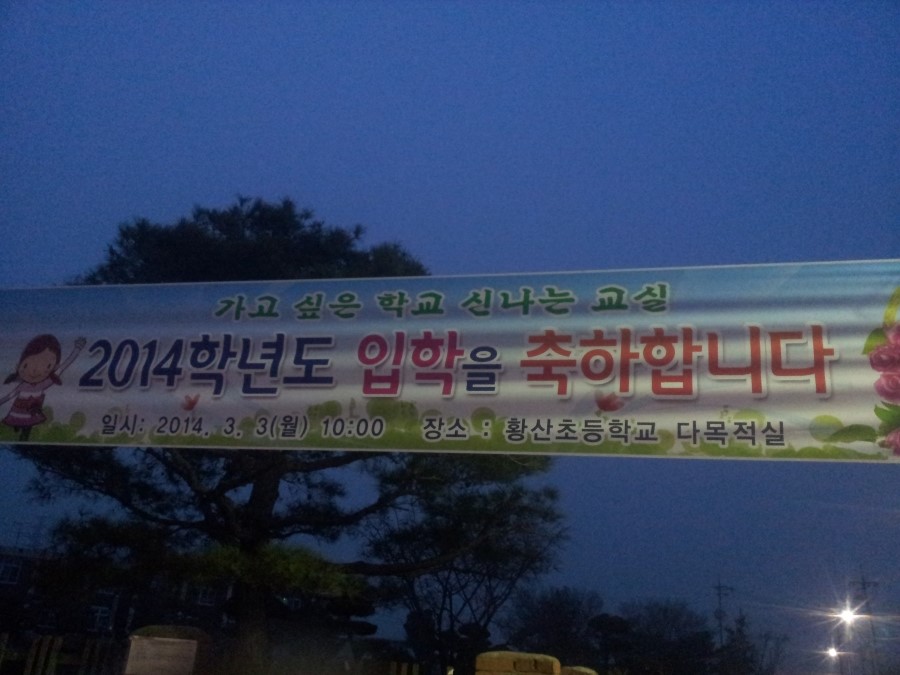 가고 싶은 학교 신나는 교실
2014학년도 입학을 축하합니다
일시: 2014. 3. 3(월) 10:00 장소 : 황산초등학교 다목적실